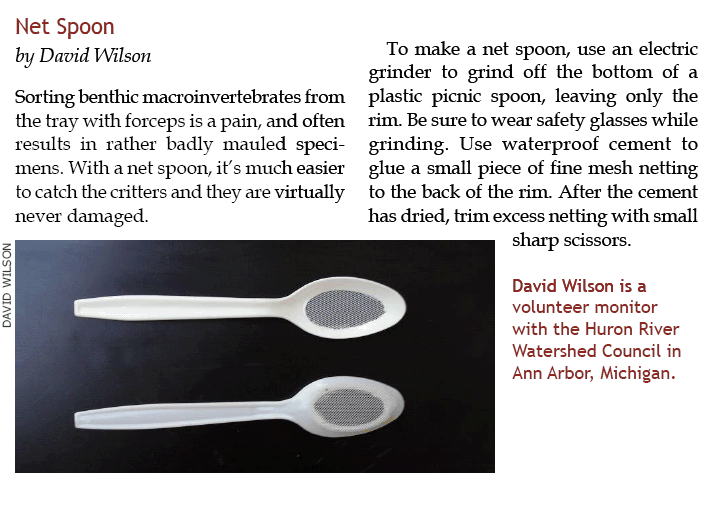 Net Spoon
by David Wilson
Sorting benthic macroinvertebrates from
the tray with forceps is a pain, and often
results in rather badly mauled speci-
mens. With a net spoon, it's much easier
to catch the critters and they are virtually
never damaged.
To make a net spoon, use an electric
grinder to grind off the bottom of a
plastic picnic spoon, leaving only the
rim. Be sure to wear safety glasses while
grinding. Use waterproof cement to
glue a small piece of fine mesh netting
to the back of the rim. After the cement
has dried, trim excess netting with small
sharp scissors.
DAVID WILSON
David Wilson is a
volunteer monitor
with the Huron River
Watershed Council in
Ann Arbor, Michigan.